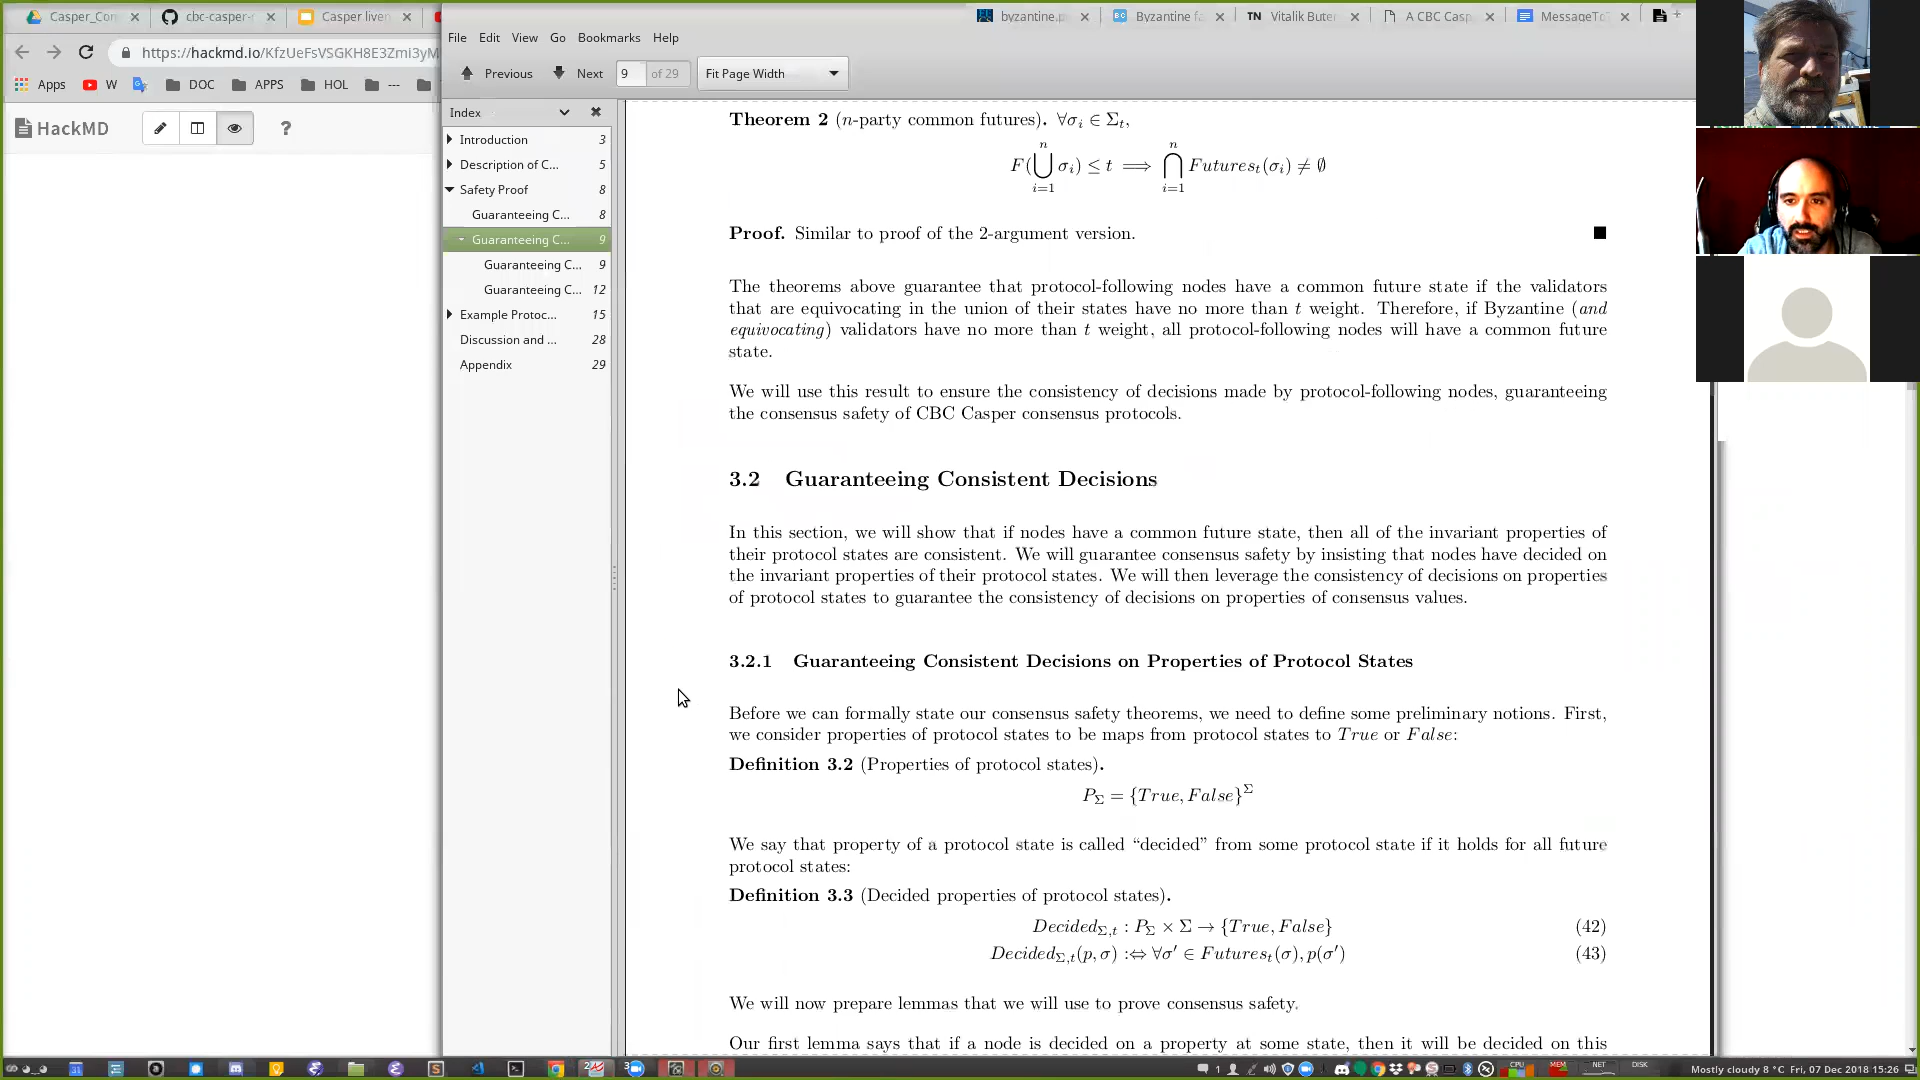 Casper_Con
cbc-casper-
Casper liver
byzantine.p
Byzantine fa
TN Vitalik Buter
A CBC Casp
MessageTo
https://hackmd.io/KfzUeFsVSGKH8E3Zmi3yM
File Edit View Go Bookmarks Help
Previous Next 9 of 29 Fit Page Width
Apps W DOC APPS HOL ---
HackMD
Index
Introduction 3
Description of C... 5
Safety Proof 8
Guaranteeing C... 8
Guaranteeing C... 9
Guaranteeing C... 9
Guaranteeing C... 12
Example Protoc... 15
Discussion and ... 28
Appendix 29
Theorem 2 (n-party common futures). ∀σᵢ ∈ Σₜ,
F(⋃ⁿᵢ₌₁ σᵢ) ≤ t ⟹ ⋂ⁿᵢ₌₁ Futuresₜ(σᵢ) ≠ ∅
Proof. Similar to proof of the 2-argument version. ■
The theorems above guarantee that protocol-following nodes have a common future state if the validators
that are equivocating in the union of their states have no more than t weight. Therefore, if Byzantine (and
equivocating) validators have no more than t weight, all protocol-following nodes will have a common future
state.
We will use this result to ensure the consistency of decisions made by protocol-following nodes, guaranteeing
the consensus safety of CBC Casper consensus protocols.
3.2 Guaranteeing Consistent Decisions
In this section, we will show that if nodes have a common future state, then all of the invariant properties of
their protocol states are consistent. We will guarantee consensus safety by insisting that nodes have decided on
the invariant properties of their protocol states. We will then leverage the consistency of decisions on properties
of protocol states to guarantee the consistency of decisions on properties of consensus values.
3.2.1 Guaranteeing Consistent Decisions on Properties of Protocol States
Before we can formally state our consensus safety theorems, we need to define some preliminary notions. First,
we consider properties of protocol states to be maps from protocol states to True or False:
Definition 3.2 (Properties of protocol states).
P_Σ = {True, False}^Σ
We say that property of a protocol state is called “decided” from some protocol state if it holds for all future
protocol states:
Definition 3.3 (Decided properties of protocol states).
Decided_Σ,t : P_Σ × Σ → {True, False} (42)
Decided_Σ,t(p, σ) :⇔ ∀σ′ ∈ Futuresₜ(σ), p(σ′) (43)
We will now prepare lemmas that we will use to prove consensus safety.
Our first lemma says that if a node is decided on a property at some state, then it will be decided on this
CPU MEM NET DISK
Mostly cloudy 8 °C Fri, 07 Dec 2018 15:26